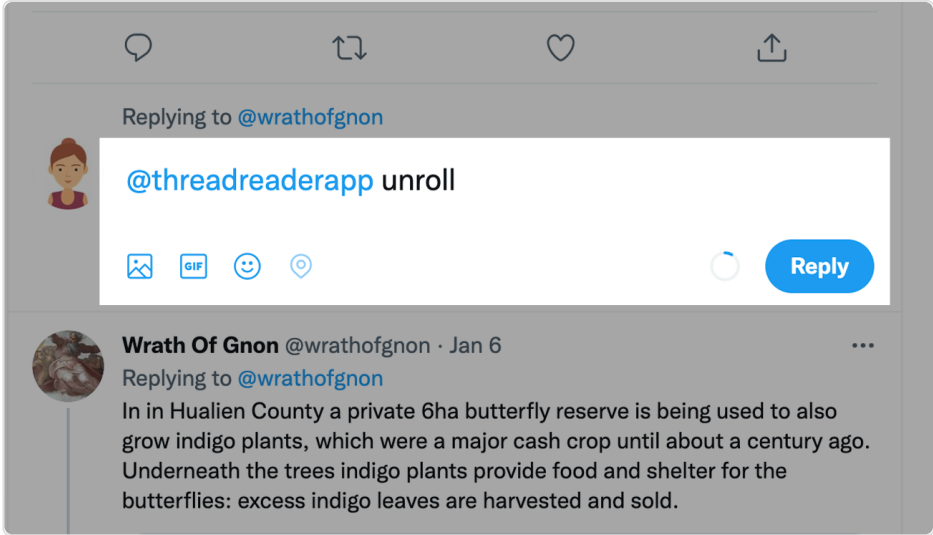 Replying to @wrathofgnon
@threadreaderapp unroll
GIF
Reply
Wrath Of Gnon @wrathofgnon · Jan 6
Replying to @wrathofgnon
In in Hualien County a private 6ha butterfly reserve is being used to also
grow indigo plants, which were a major cash crop until about a century ago.
Underneath the trees indigo plants provide food and shelter for the
butterflies: excess indigo leaves are harvested and sold.